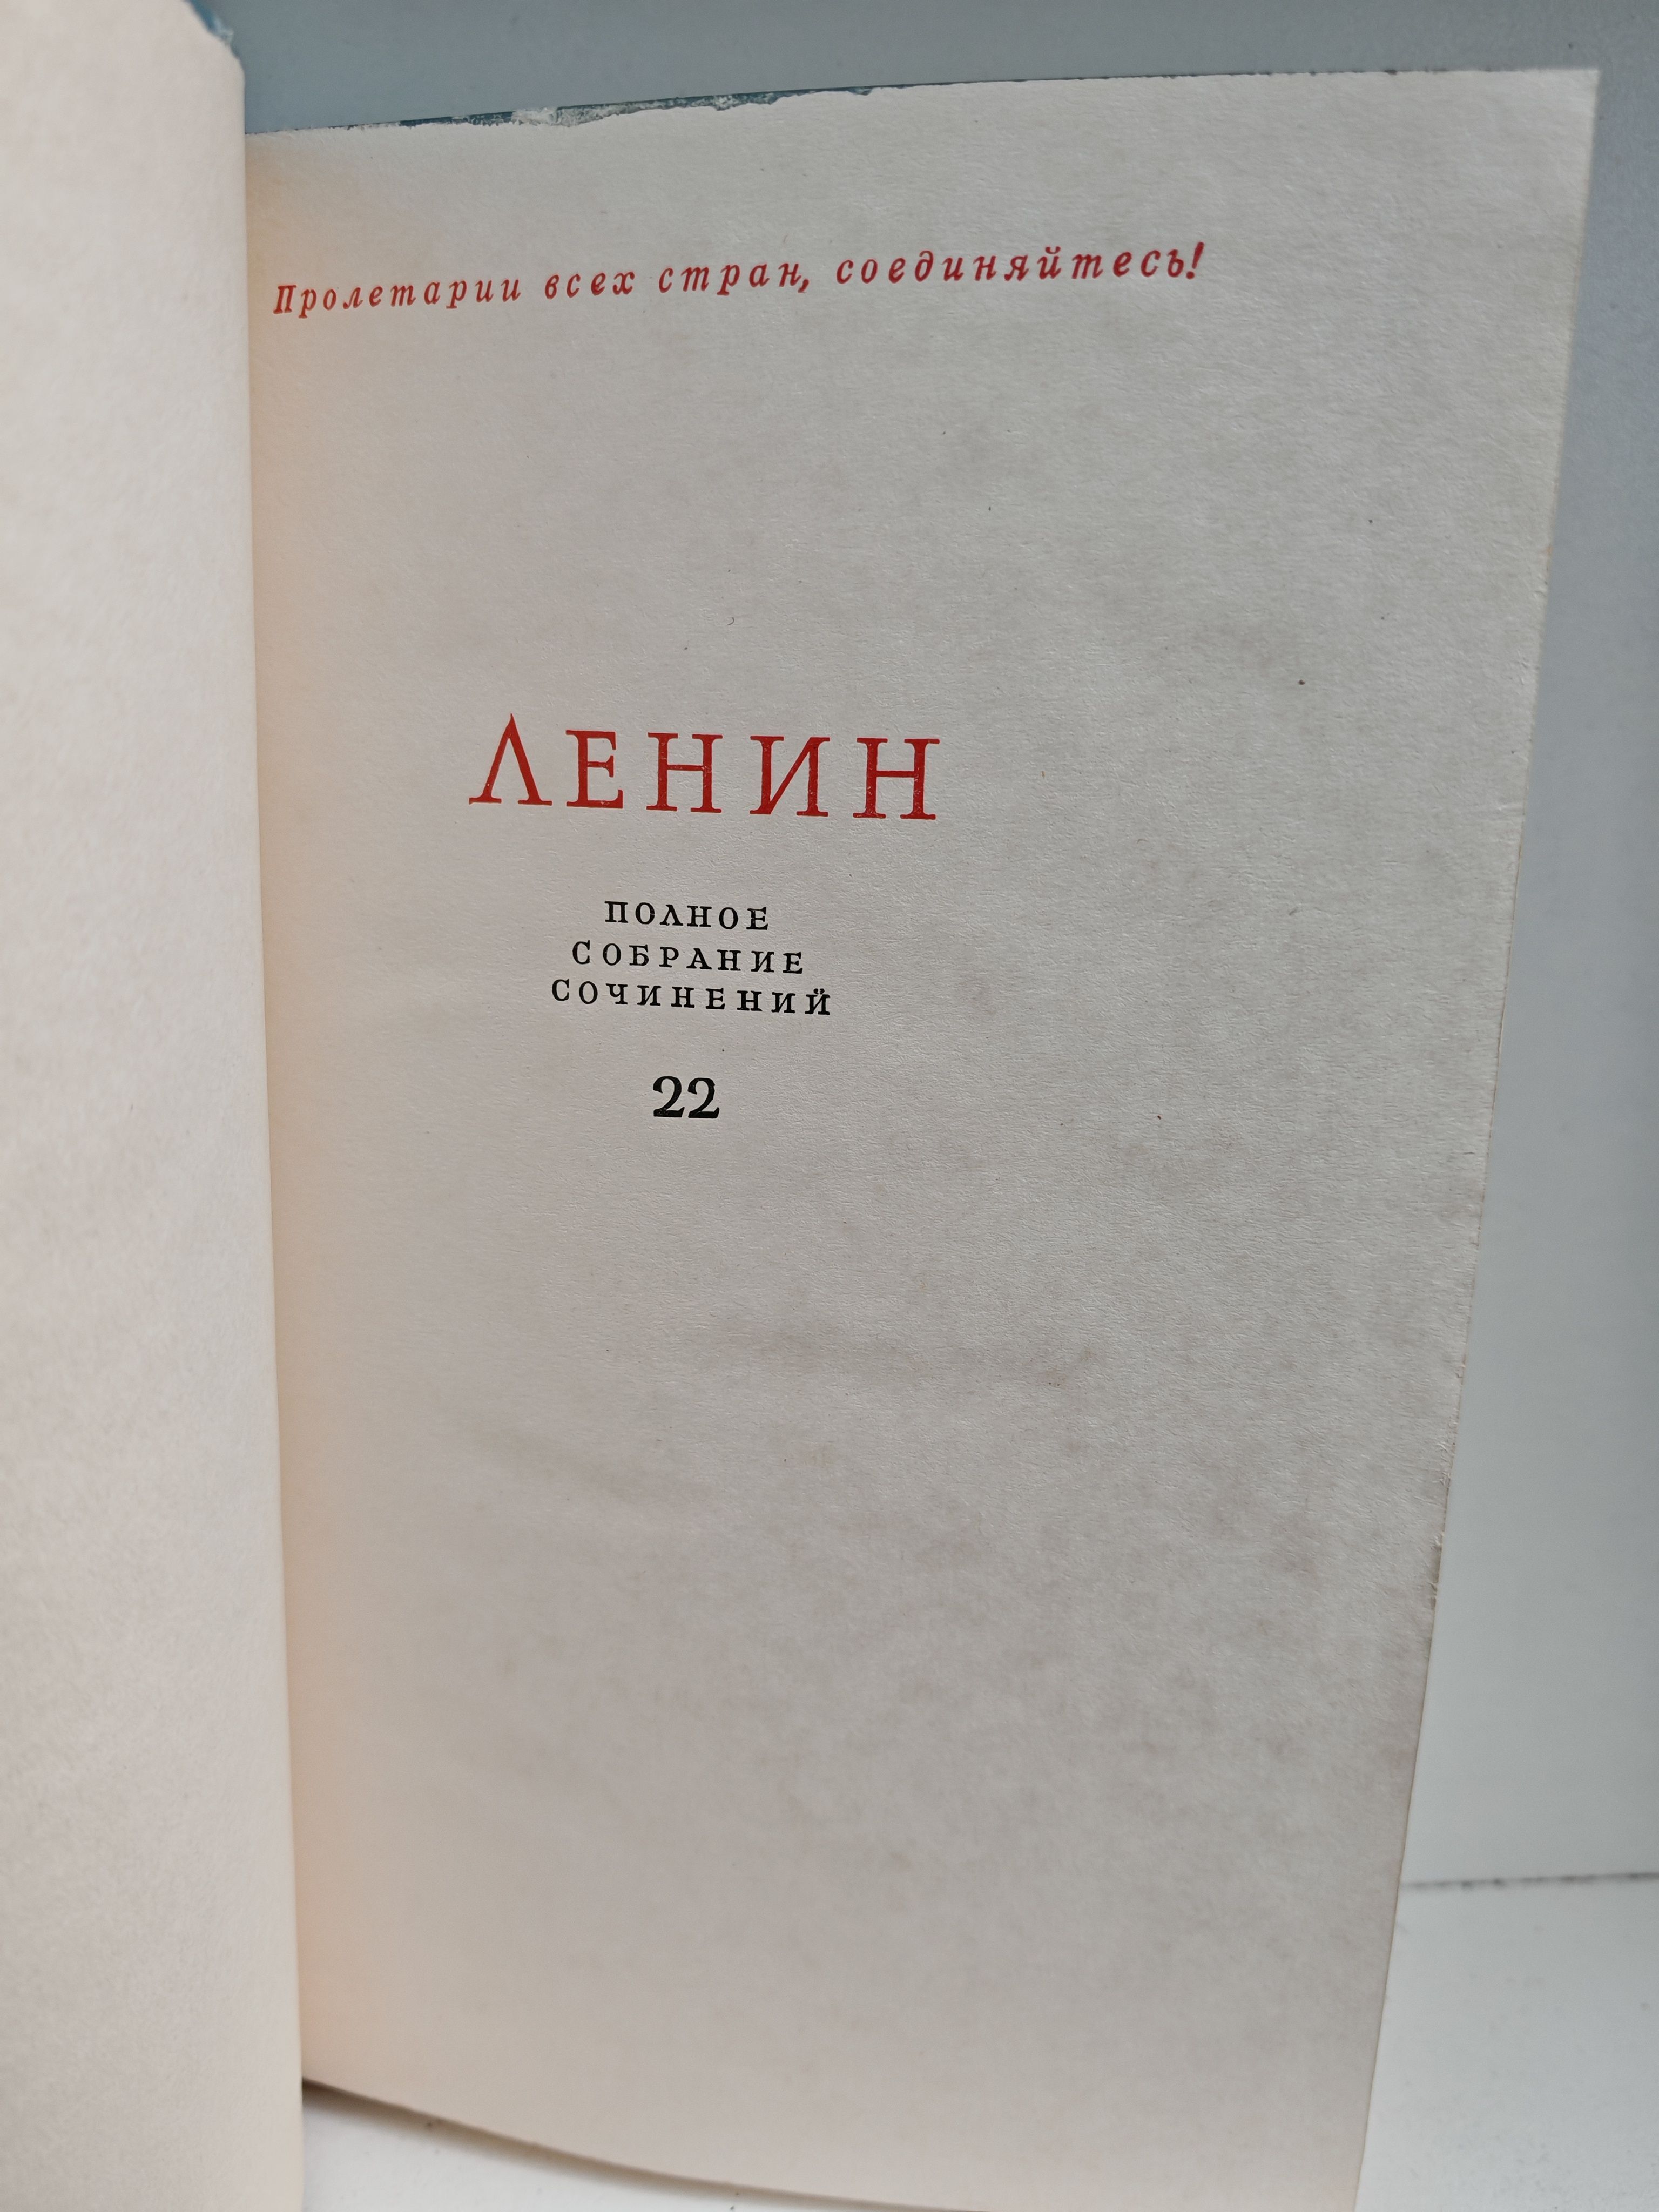 Пролетарии всех стран, соединяйтесь!
ЛЕНИН
ПОЛНОЕ
СОБРАНИЕ
СОЧИНЕНИЙ
22